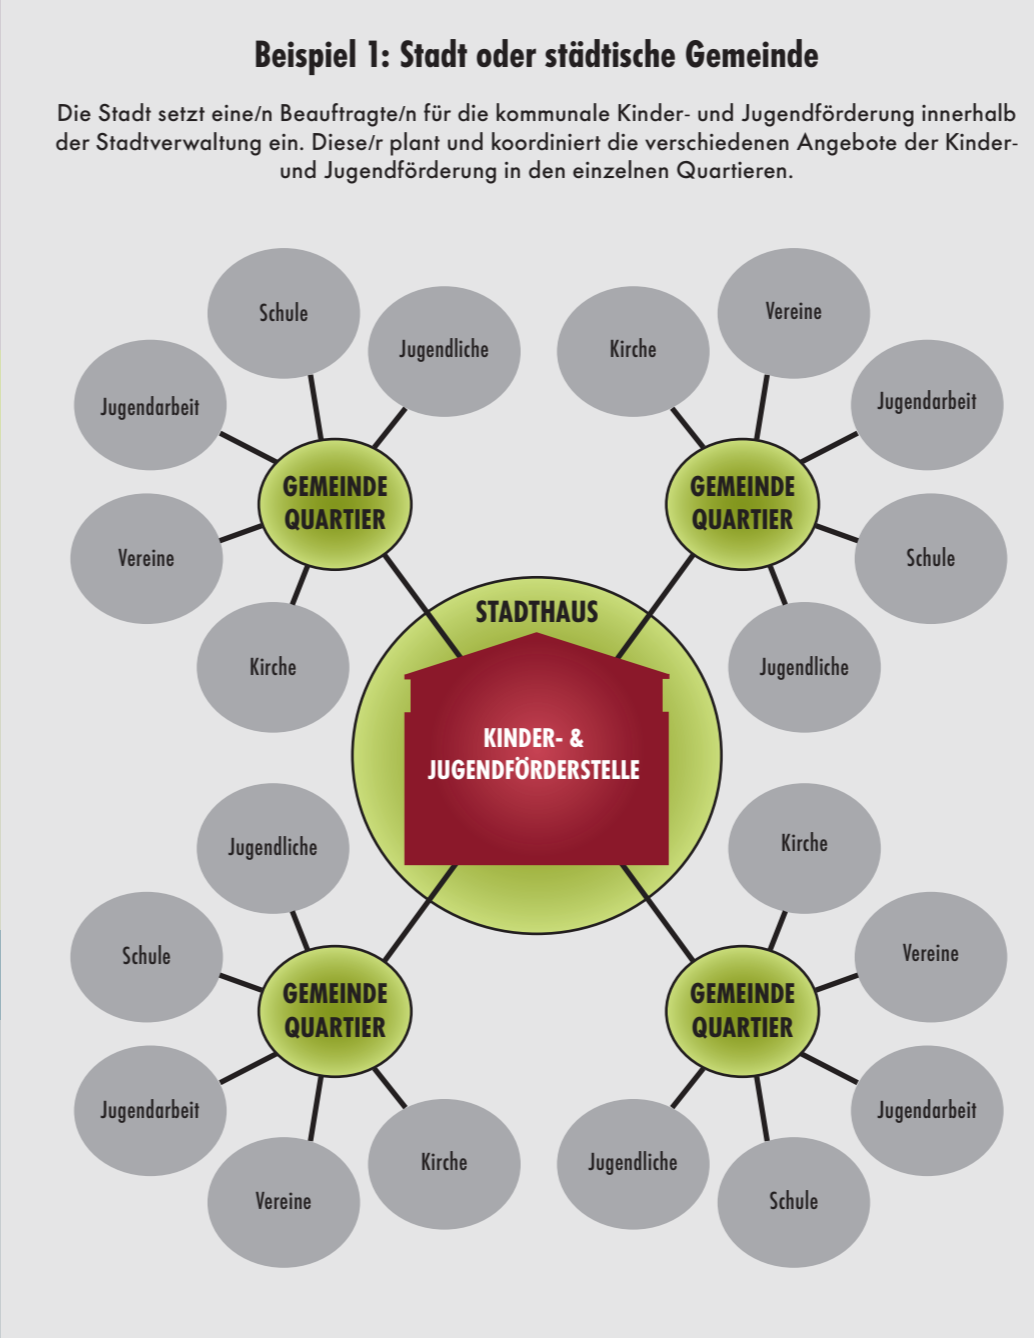 Beispiel 1: Stadt oder städtische Gemeinde
Die Stadt setzt eine/n Beauftragte/n für die kommunale Kinder- und Jugendförderung innerhalb
der Stadtverwaltung ein. Diese/r plant und koordiniert die verschiedenen Angebote der Kinder-
und Jugendförderung in den einzelnen Quartieren.
Schule
Jugendliche
Jugendarbeit
GEMEINDE
QUARTIER
Vereine
Kirche
Kirche
Vereine
Jugendarbeit
GEMEINDE
QUARTIER
Schule
Jugendliche
STADTHAUS
KINDER- &
JUGENDFÖRDERSTELLE
Jugendliche
Schule
GEMEINDE
QUARTIER
Jugendarbeit
Vereine
Kirche
Kirche
Vereine
GEMEINDE
QUARTIER
Jugendarbeit
Jugendliche
Schule